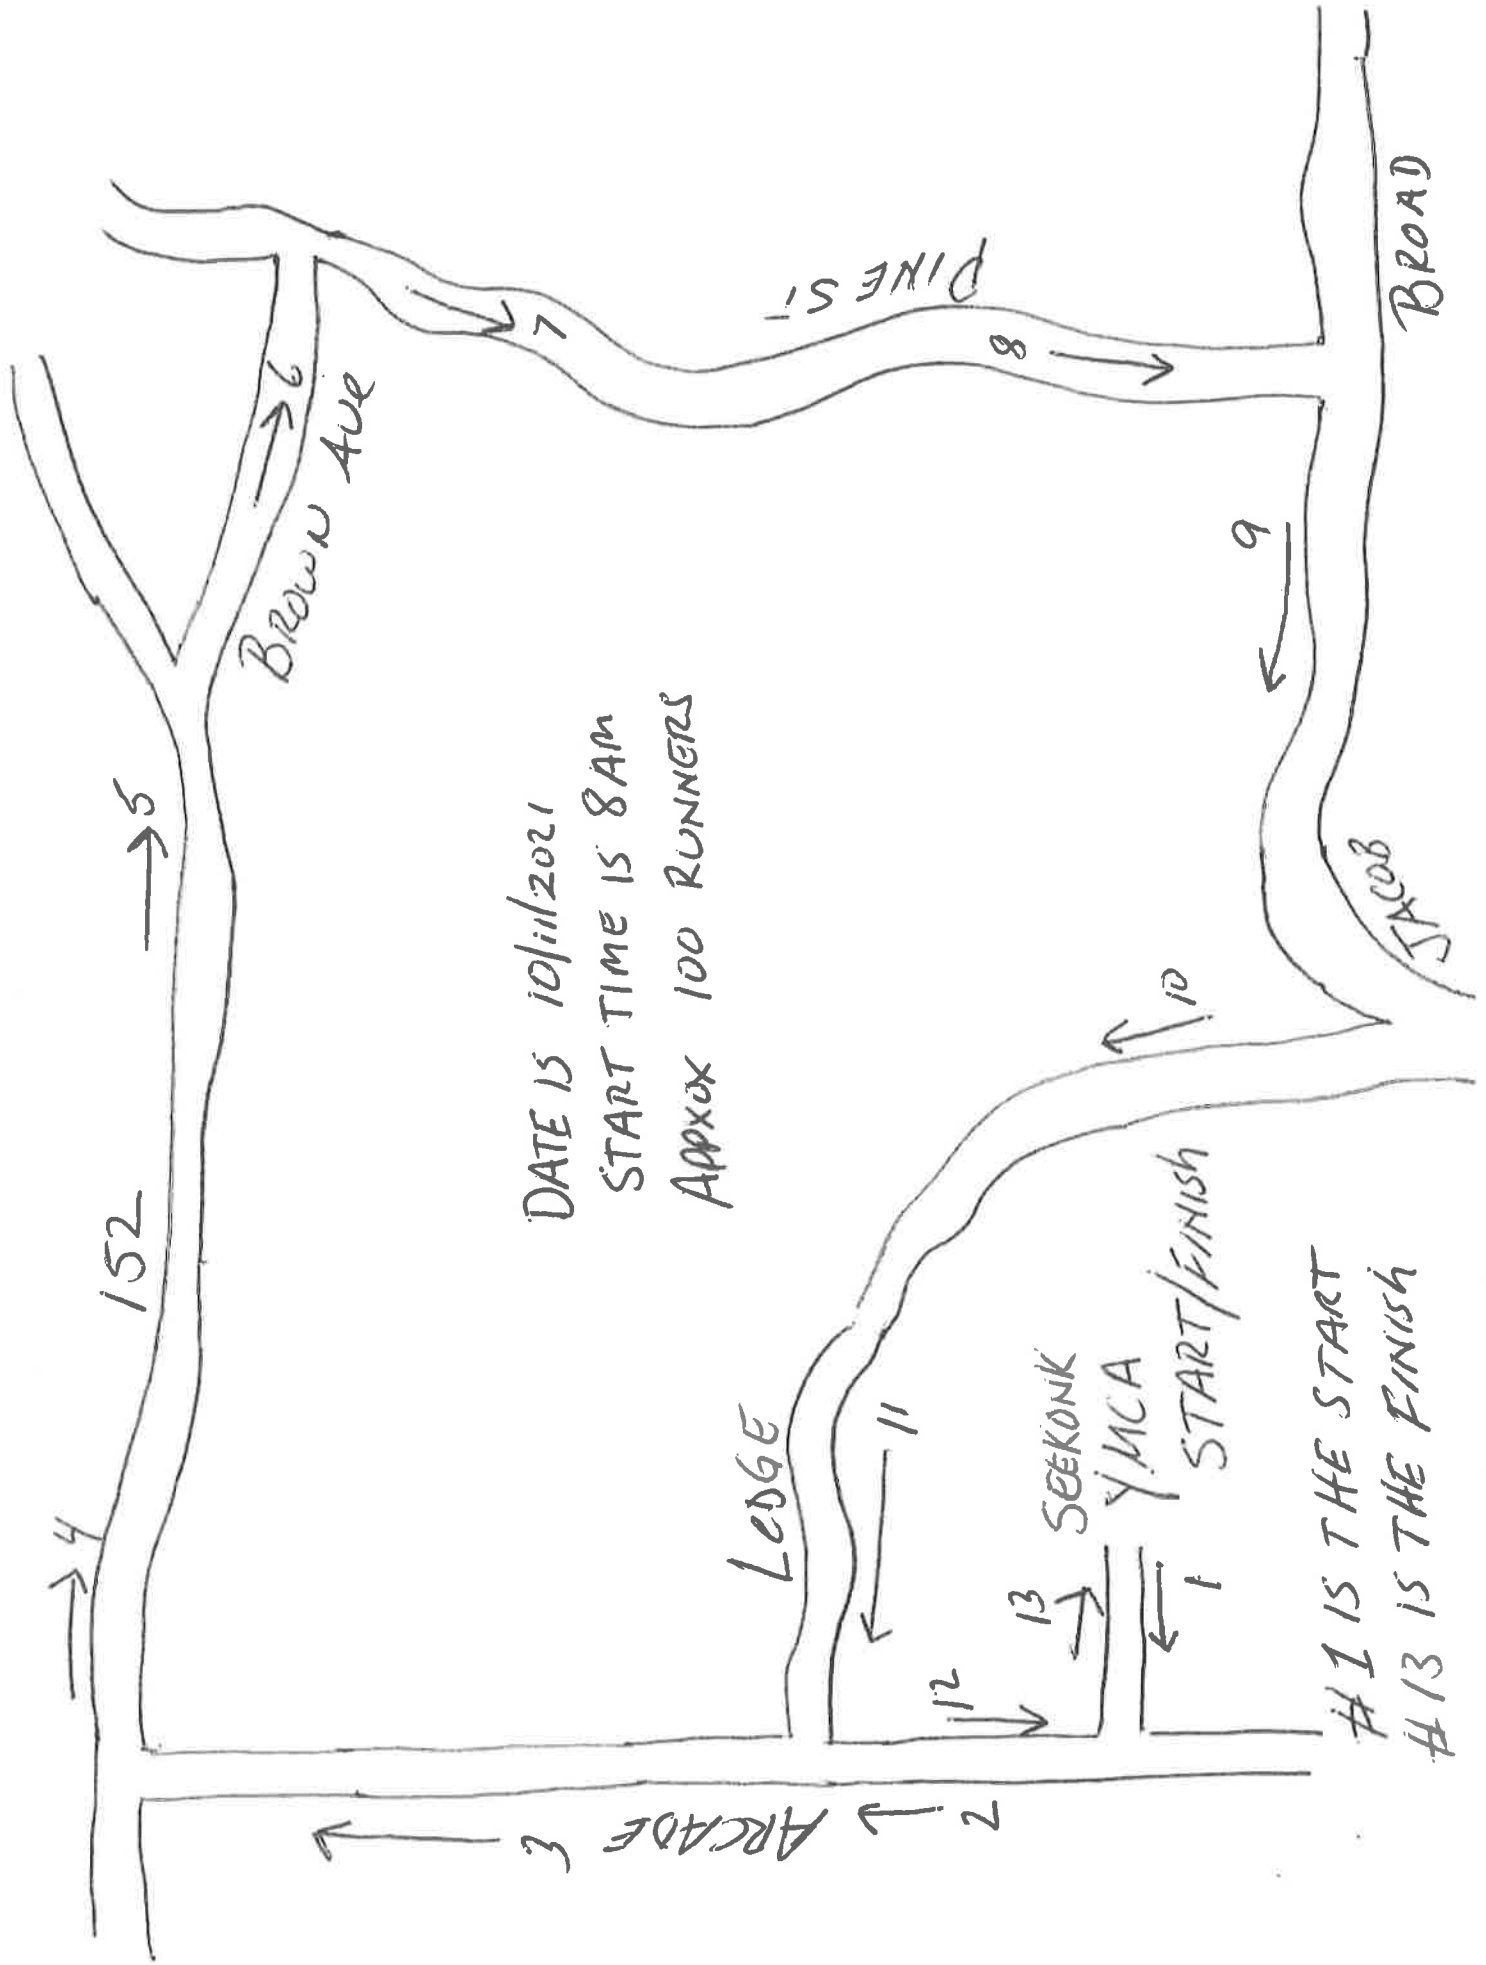 152
4
5
6
BROWN AVE
7
PINE ST
8
BROAD
9
JACOB
10
DATE IS 10/11/2021
START TIME IS 8AM
APPROX 100 RUNNERS
LEDGE
11
12
13
SEEKONK
YMCA
START/FINISH
1
2
ARCADE
3
#1 IS THE START
#13 IS THE FINISH